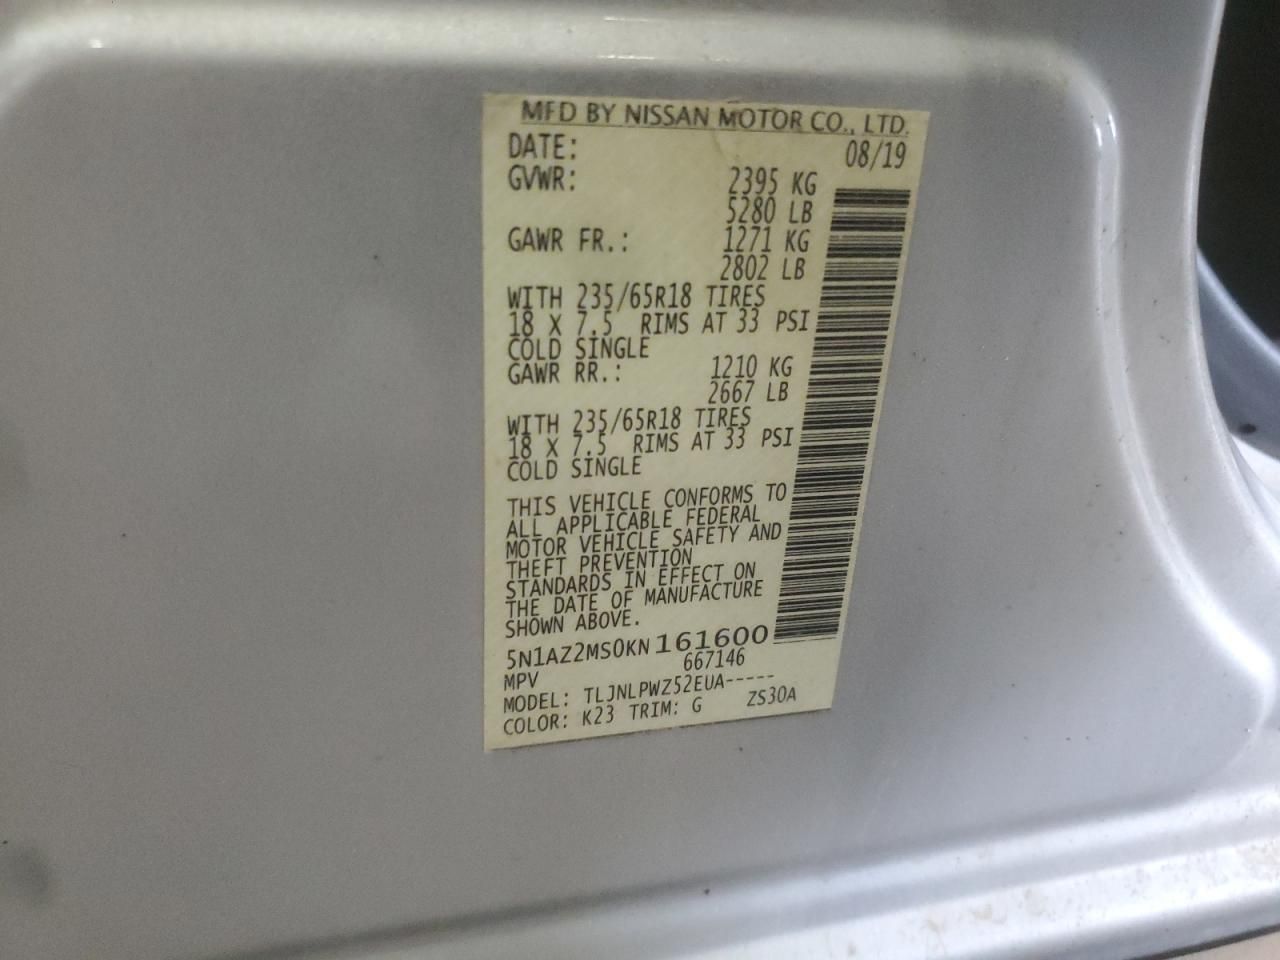 MFD BY NISSAN MOTOR CO., LTD.
DATE: 08/19
GVWR: 2395 KG
5280 LB
GAWR FR.: 1271 KG
2802 LB
WITH 235/65R18 TIRES
18 X 7.5 RIMS AT 33 PSI
COLD SINGLE
GAWR RR.: 1210 KG
2667 LB
WITH 235/65R18 TIRES
18 X 7.5 RIMS AT 33 PSI
COLD SINGLE
THIS VEHICLE CONFORMS TO
ALL APPLICABLE FEDERAL
MOTOR VEHICLE SAFETY AND
THEFT PREVENTION
STANDARDS IN EFFECT ON
THE DATE OF MANUFACTURE
SHOWN ABOVE.
5N1AZ2MS0KN161600
MPV 667146
MODEL: TLJNLPWZ52EUA-----
COLOR: K23 TRIM: G ZS30A